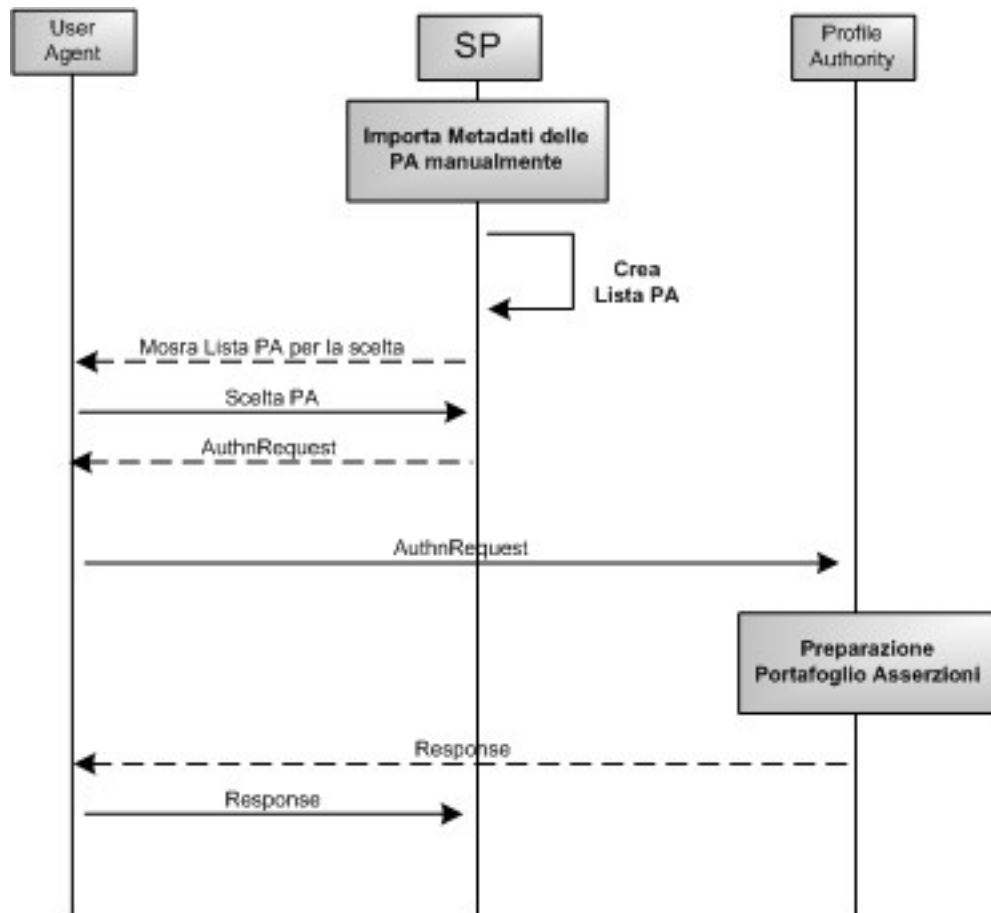 User
Agent
SP
Profile
Authority
Importa Metadati delle
PA manualmente
Crea
Lista PA
Mosra Lista PA per la scelta
Scelta PA
AuthnRequest
AuthnRequest
Preparazione
Portafoglio Asserzioni
Response
Response